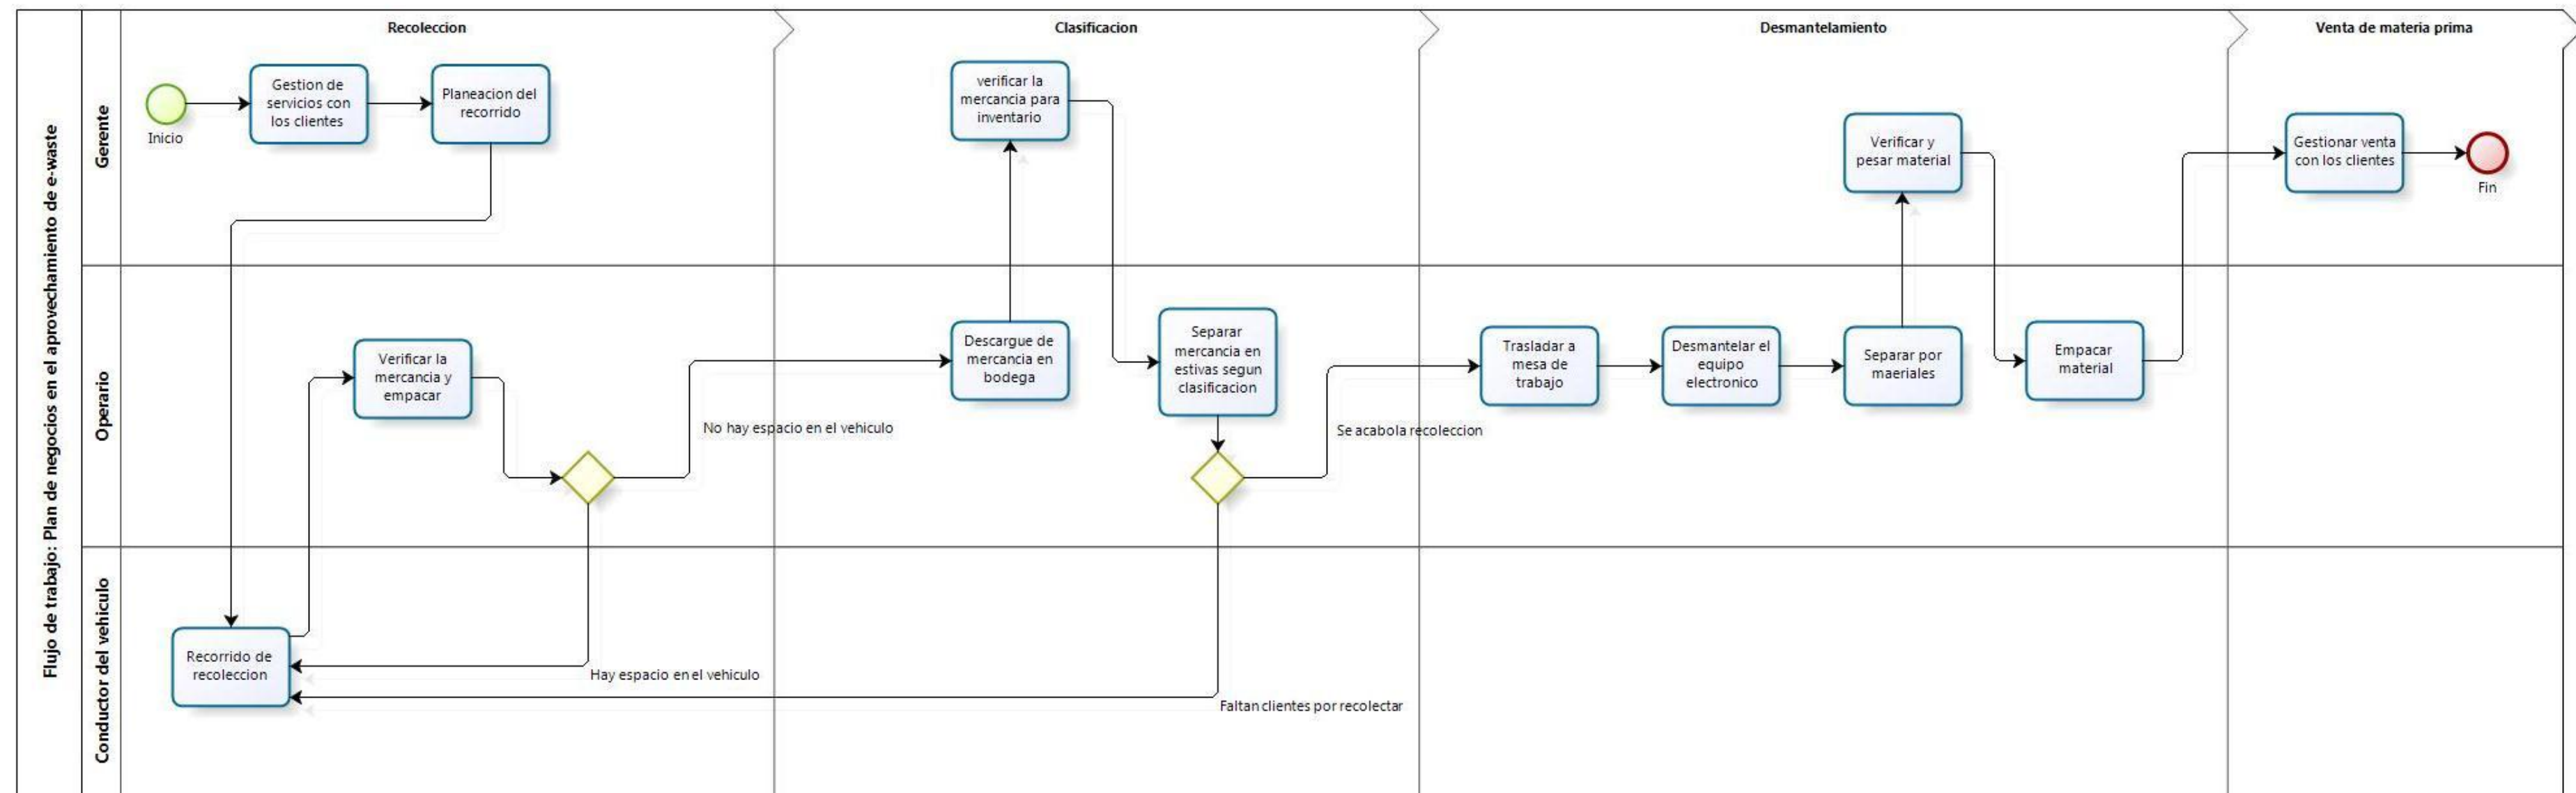 Flujo de trabajo: Plan de negocios en el aprovechamiento de e-waste
Recoleccion
Clasificacion
Desmantelamiento
Venta de materia prima
Gerente
Inicio
Gestion de
servicios con
los clientes
Planeacion del
recorrido
verificar la
mercancia para
inventario
Verificar y
pesar material
Gestionar venta
con los clientes
Fin
Operario
Verificar la
mercancia y
empacar
No hay espacio en el vehiculo
Descargue de
mercancia en
bodega
Separar
mercancia en
estivas segun
clasificacion
Se acabola recoleccion
Trasladar a
mesa de
trabajo
Desmantelar el
equipo
electronico
Separar por
maeriales
Empacar
material
Conductor del vehiculo
Recorrido de
recoleccion
Hay espacio en el vehiculo
Faltan clientes por recolectar